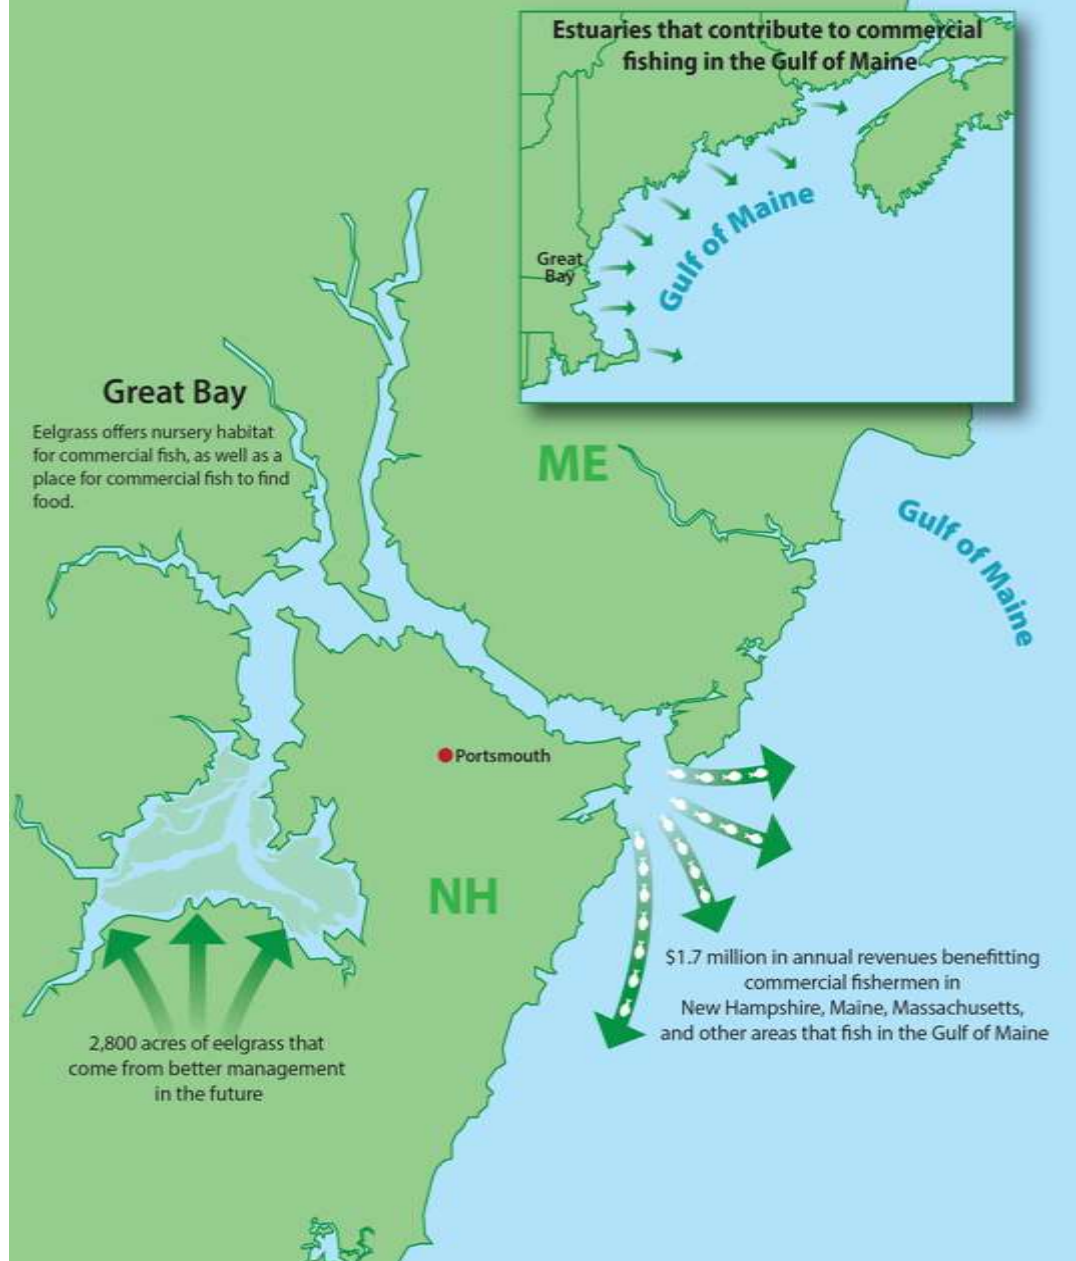 Estuaries that contribute to commercial
fishing in the Gulf of Maine
Gulf of Maine
Great
Bay
Great Bay
Eelgrass offers nursery habitat
for commercial fish, as well as a
place for commercial fish to find
food.
ME
Gulf of Maine
Portsmouth
NH
$1.7 million in annual revenues benefitting
commercial fishermen in
New Hampshire, Maine, Massachusetts,
and other areas that fish in the Gulf of Maine
2,800 acres of eelgrass that
come from better management
in the future